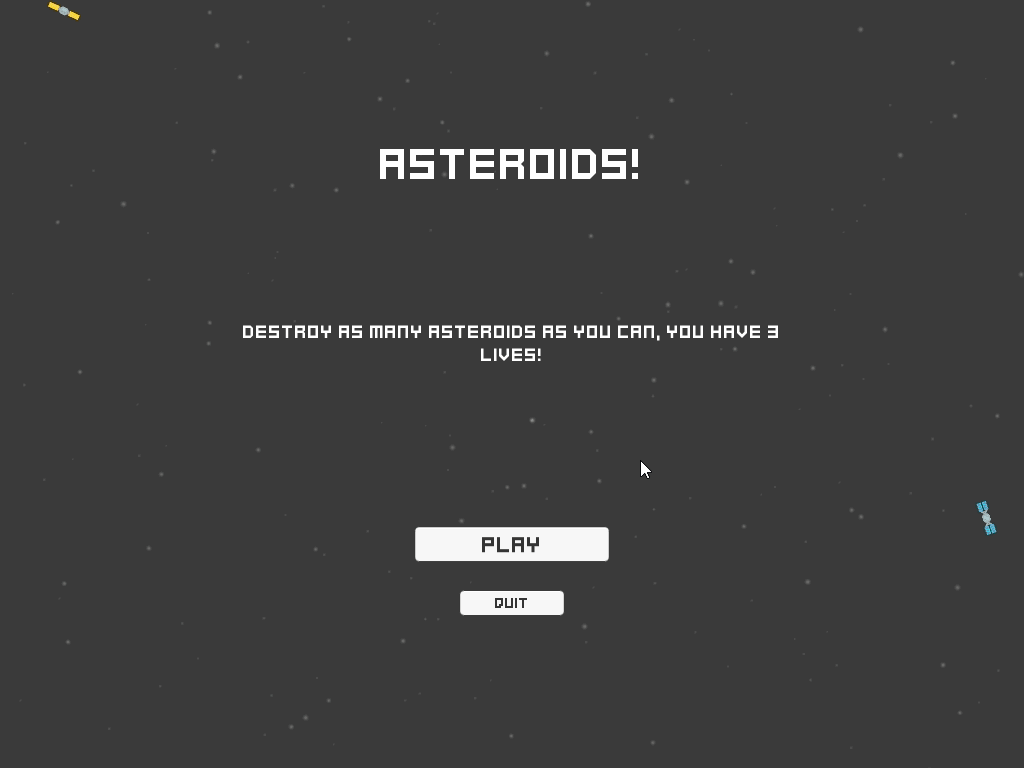 ASTEROIDS!
DESTROY AS MANY ASTEROIDS AS YOU CAN, YOU HAVE 3
LIVES!
PLAY
QUIT